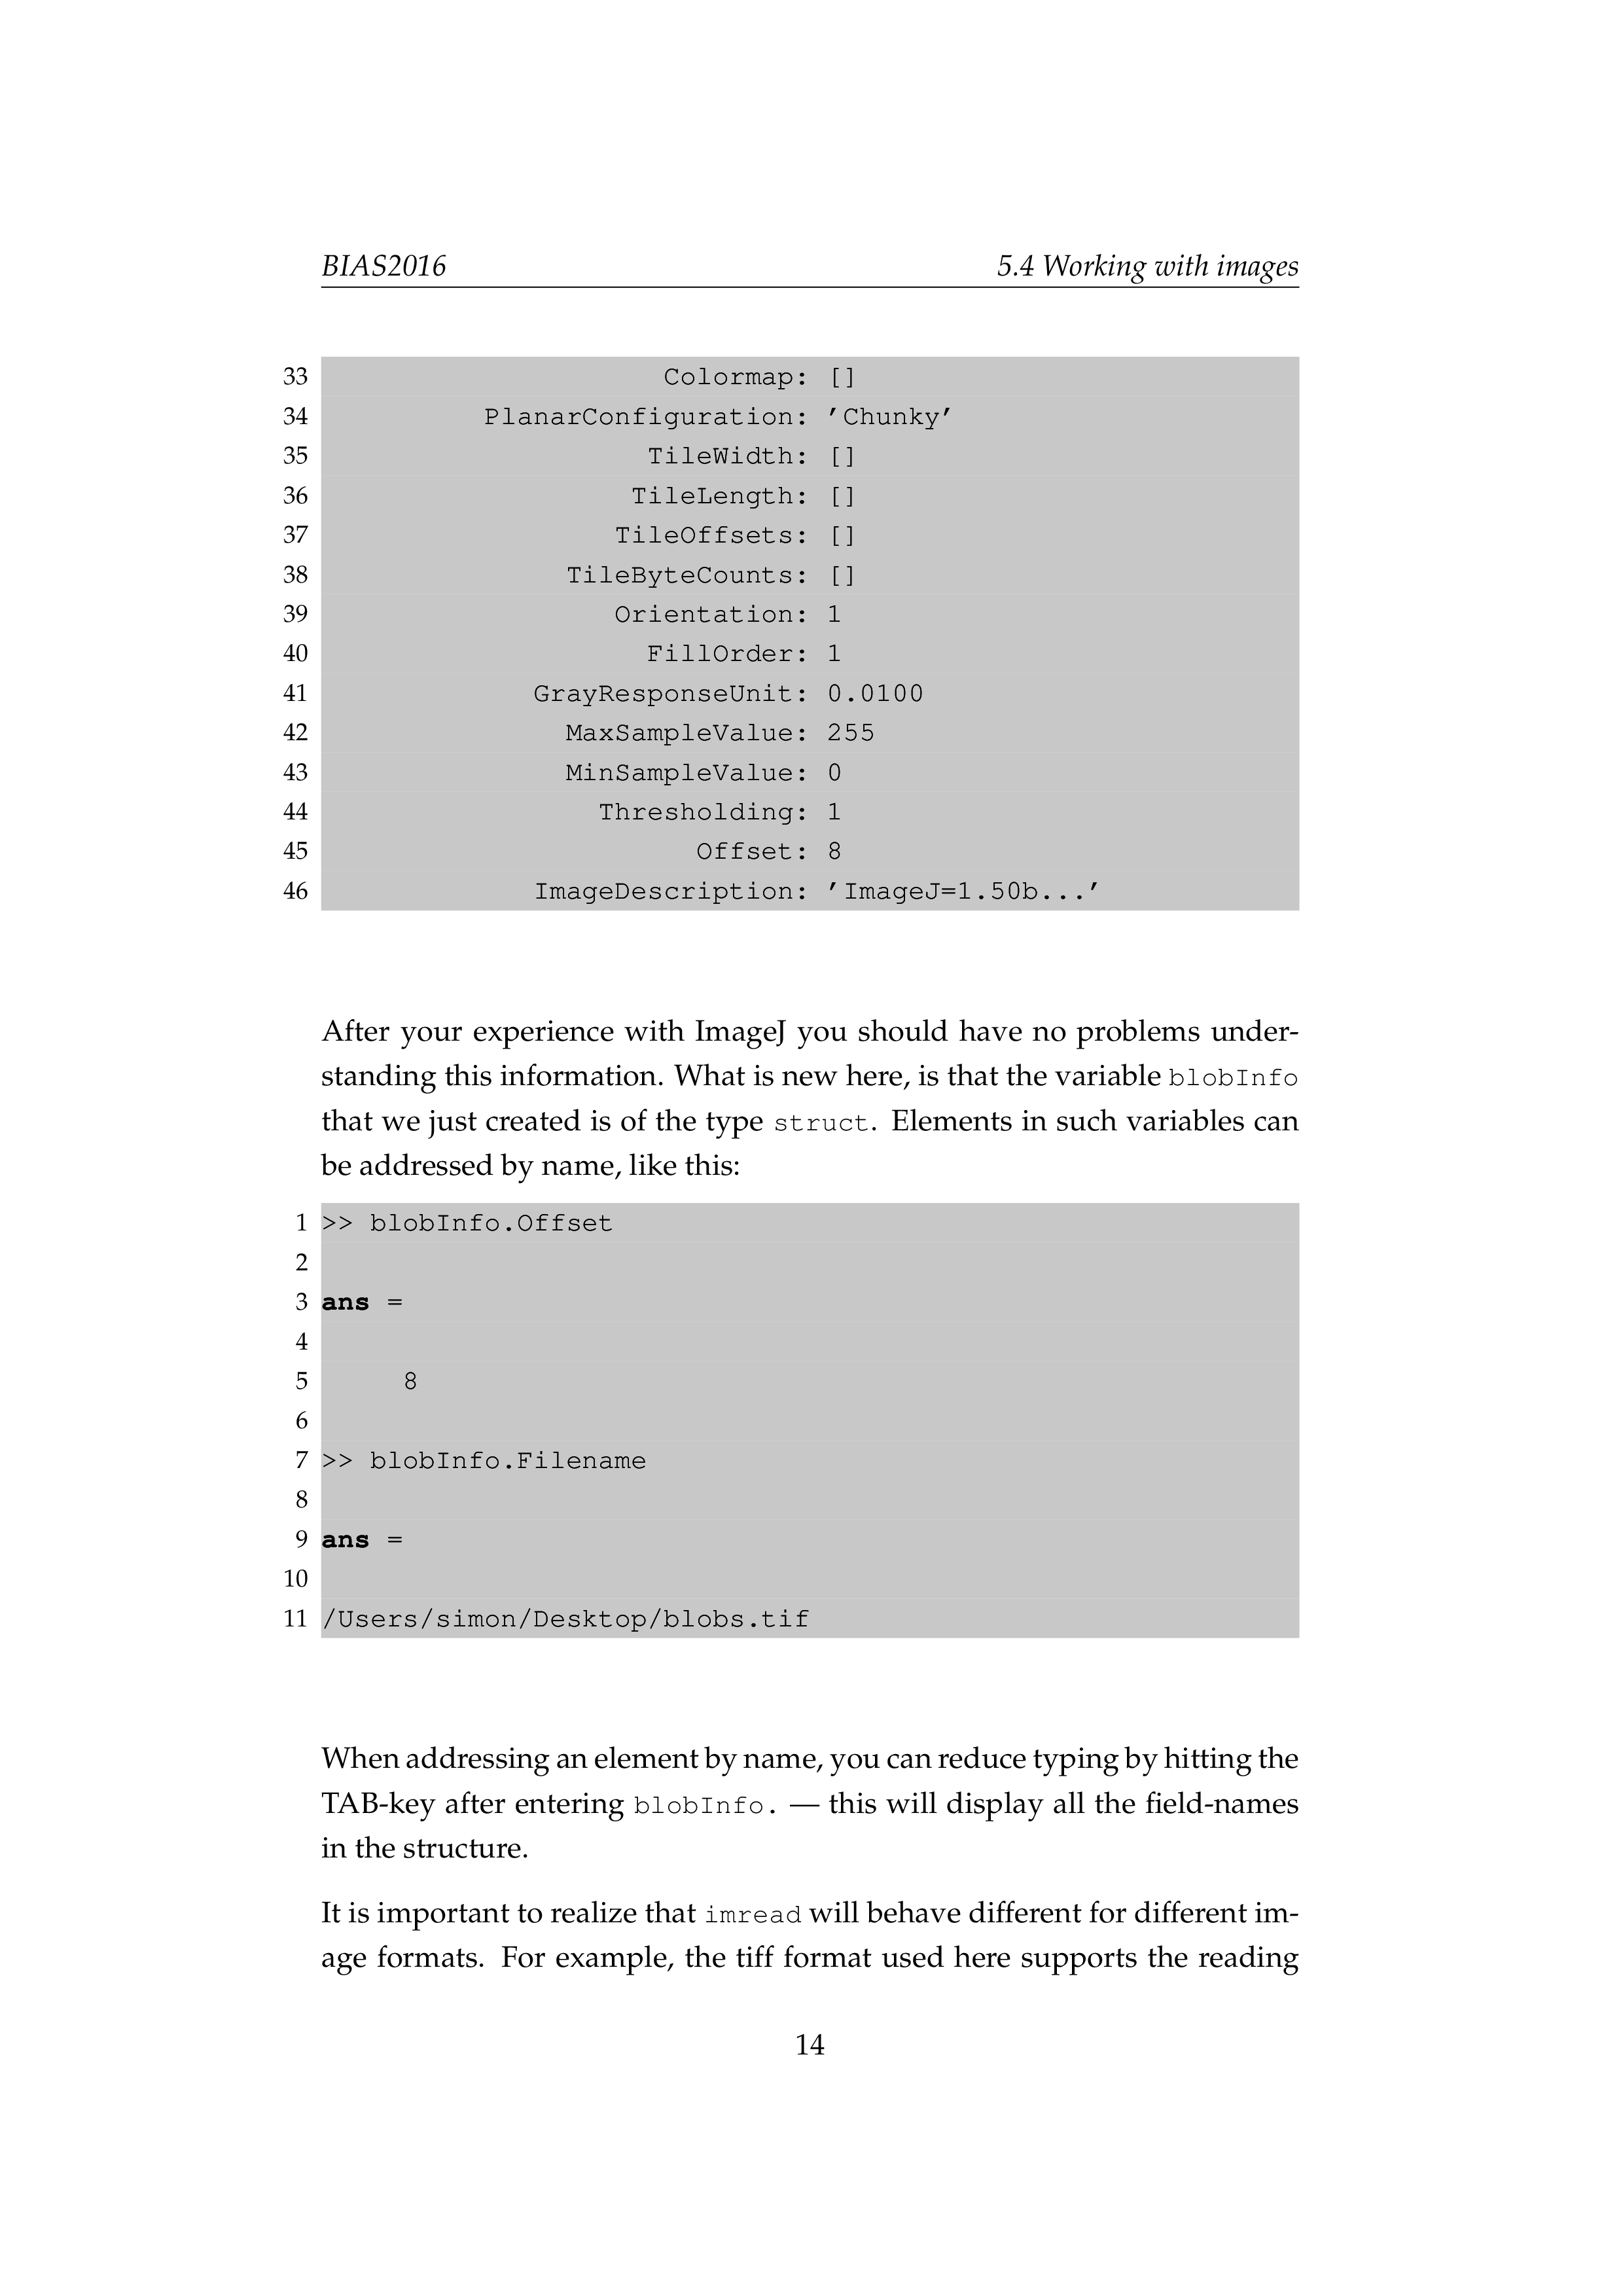 BIAS2016 5.4 Working with images
33 Colormap: []
34 PlanarConfiguration: ’Chunky’
35 TileWidth: []
36 TileLength: []
37 TileOffsets: []
38 TileByteCounts: []
39 Orientation: 1
40 FillOrder: 1
41 GrayResponseUnit: 0.0100
42 MaxSampleValue: 255
43 MinSampleValue: 0
44 Thresholding: 1
45 Offset: 8
46 ImageDescription: ’ImageJ=1.50b...’
After your experience with ImageJ you should have no problems under-
standing this information. What is new here, is that the variable blobInfo
that we just created is of the type struct. Elements in such variables can
be addressed by name, like this:
1 >> blobInfo.Offset
2
3 ans =
4
5 8
6
7 >> blobInfo.Filename
8
9 ans =
10
11 /Users/simon/Desktop/blobs.tif
When addressing an element by name, you can reduce typing by hitting the
TAB-key after entering blobInfo. — this will display all the field-names
in the structure.
It is important to realize that imread will behave different for different im-
age formats. For example, the tiff format used here supports the reading
14